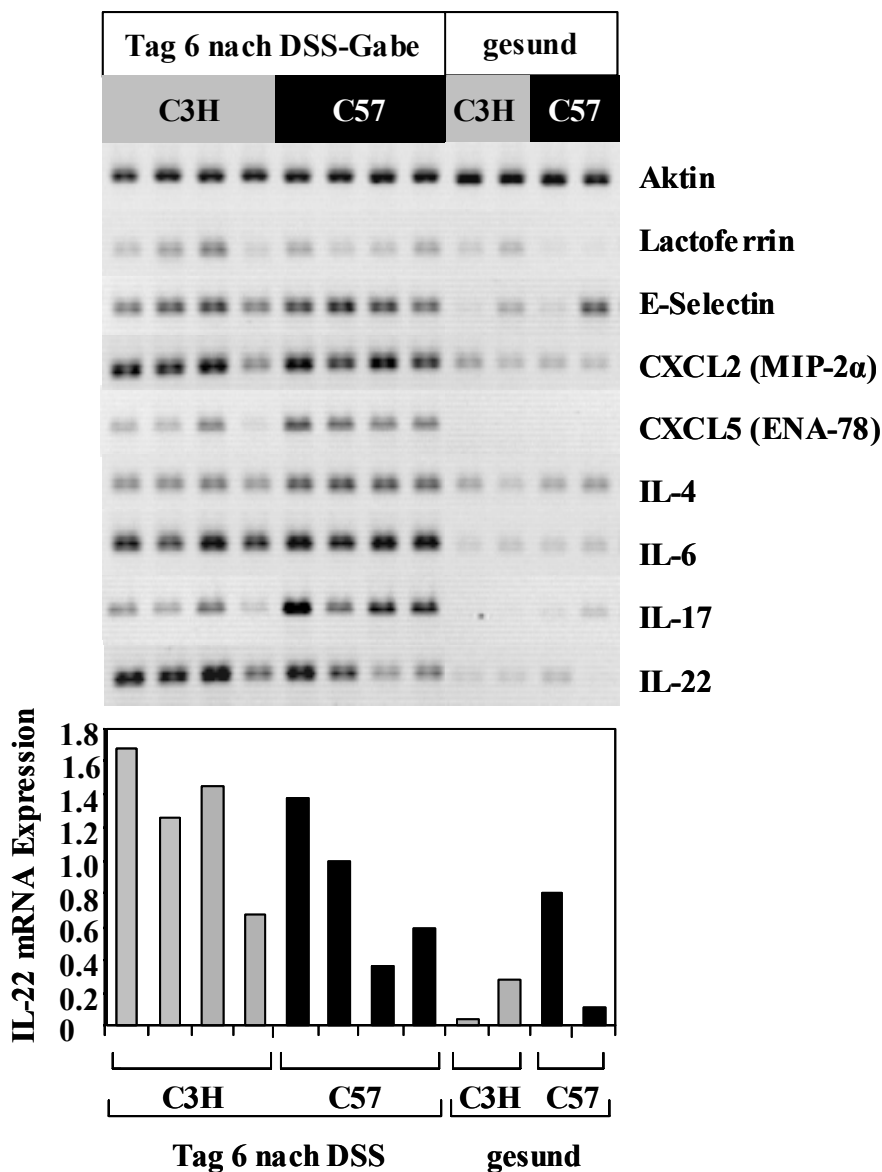 Tag 6 nach DSS-Gabe gesund
C3H C57 C3H C57
Aktin
Lactoferrin
E-Selectin
CXCL2 (MIP-2α)
CXCL5 (ENA-78)
IL-4
IL-6
IL-17
IL-22
IL-22 mRNA Expression
1.8
1.6
1.4
1.2
1.0
0.8
0.6
0.4
0.2
0
C3H C57 C3H C57
Tag 6 nach DSS gesund